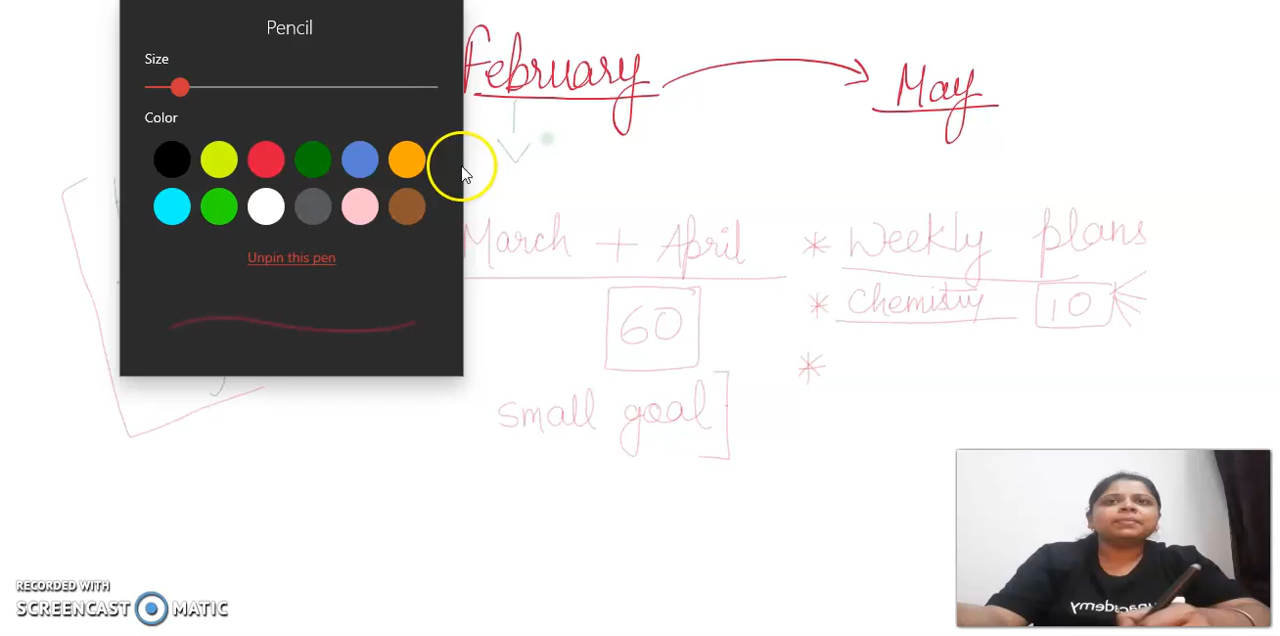 Pencil
Size
Color
Unpin this pen
February
May
March + April
60
small goal]
* Weekly plans
* Chemistry 10
*
RECORDED WITH
SCREENCAST MATIC